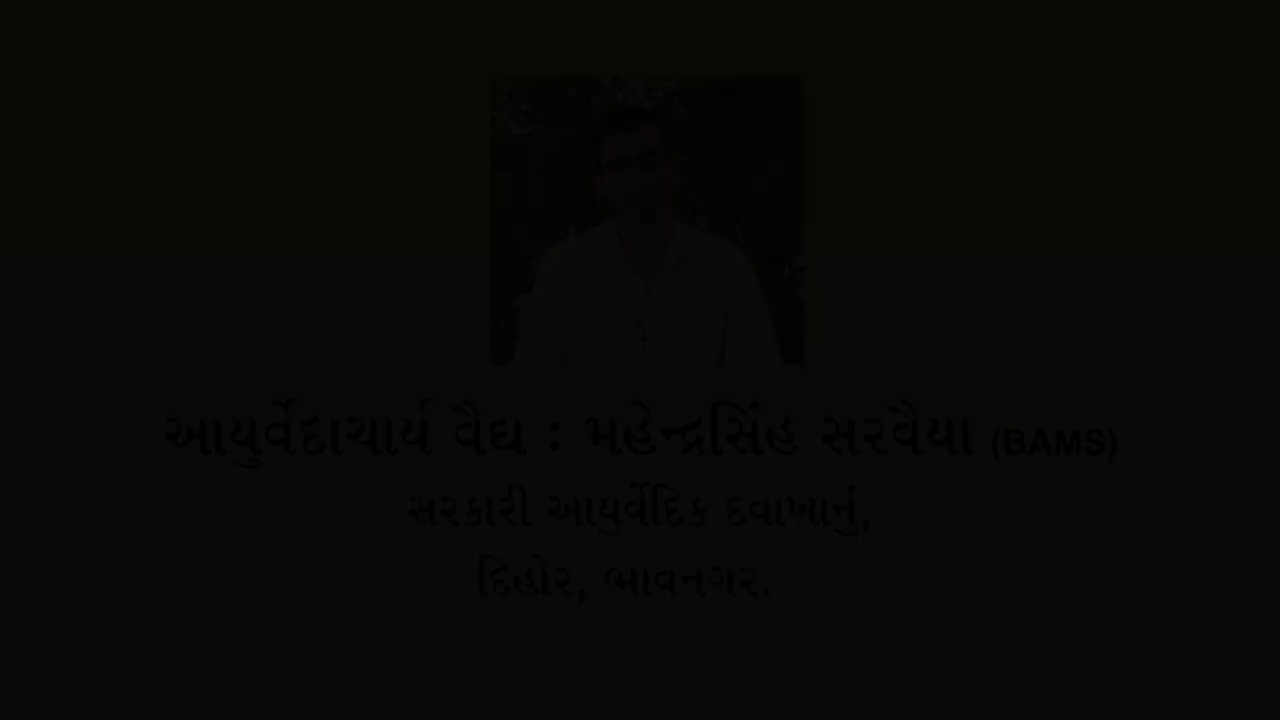 આયુર્વેદાચાર્ય વૈદ્ય : મહેન્દ્રસિંહ સરવૈયા (BAMS)
સરકારી આયુર્વેદિક દવાખાનું,
દિહોર, ભાવનગર.